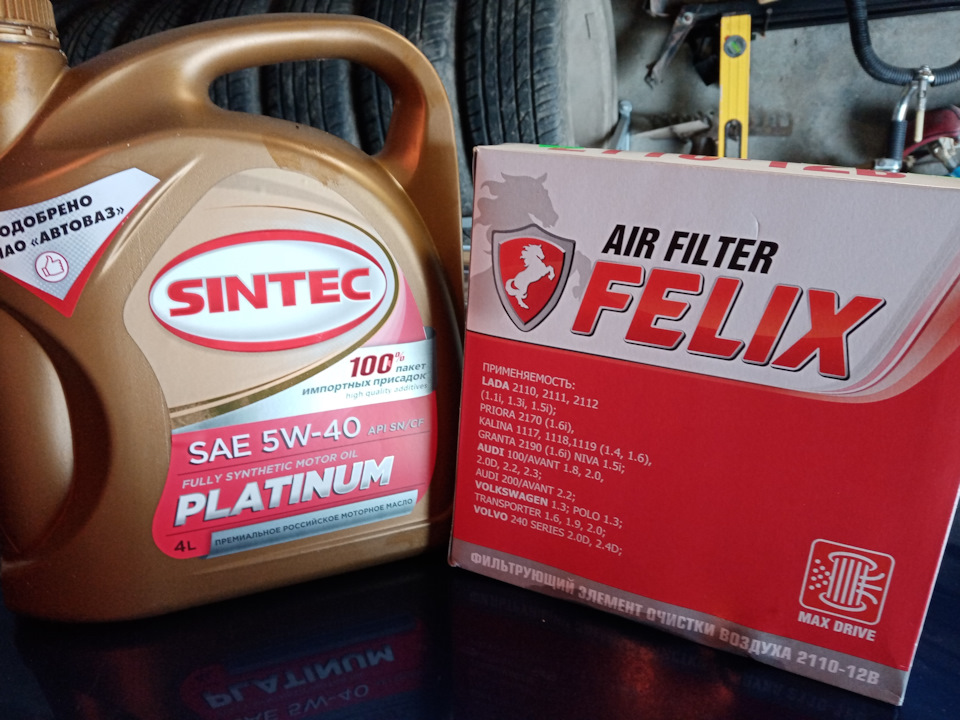 ОДОБРЕНО
ПАО «АВТОВАЗ»
SINTEC
100%
пакет
импортных присадок
high quality additives
SAE 5W-40 API SN/CF
FULLY SYNTHETIC MOTOR OIL
PLATINUM
4L ПРЕМИАЛЬНОЕ РОССИЙСКОЕ МОТОРНОЕ МАСЛО
AIR FILTER
FELIX
ПРИМЕНЯЕМОСТЬ:
LADA 2110, 2111, 2112
(1.1i, 1.3i, 1.5i);
PRIORA 2170 (1.6i),
KALINA 1117, 1118,1119 (1.4, 1.6),
GRANTA 2190 (1.6i) NIVA 1.5i;
AUDI 100/AVANT 1.8, 2.0,
2.0D, 2.2, 2.3;
AUDI 200/AVANT 2.2;
VOLKSWAGEN 1.3; POLO 1.3;
TRANSPORTER 1.6, 1.9, 2.0;
VOLVO 240 SERIES 2.0D, 2.4D;
MAX DRIVE
ФИЛЬТРУЮЩИЙ ЭЛЕМЕНТ ОЧИСТКИ ВОЗДУХА 2110-12В